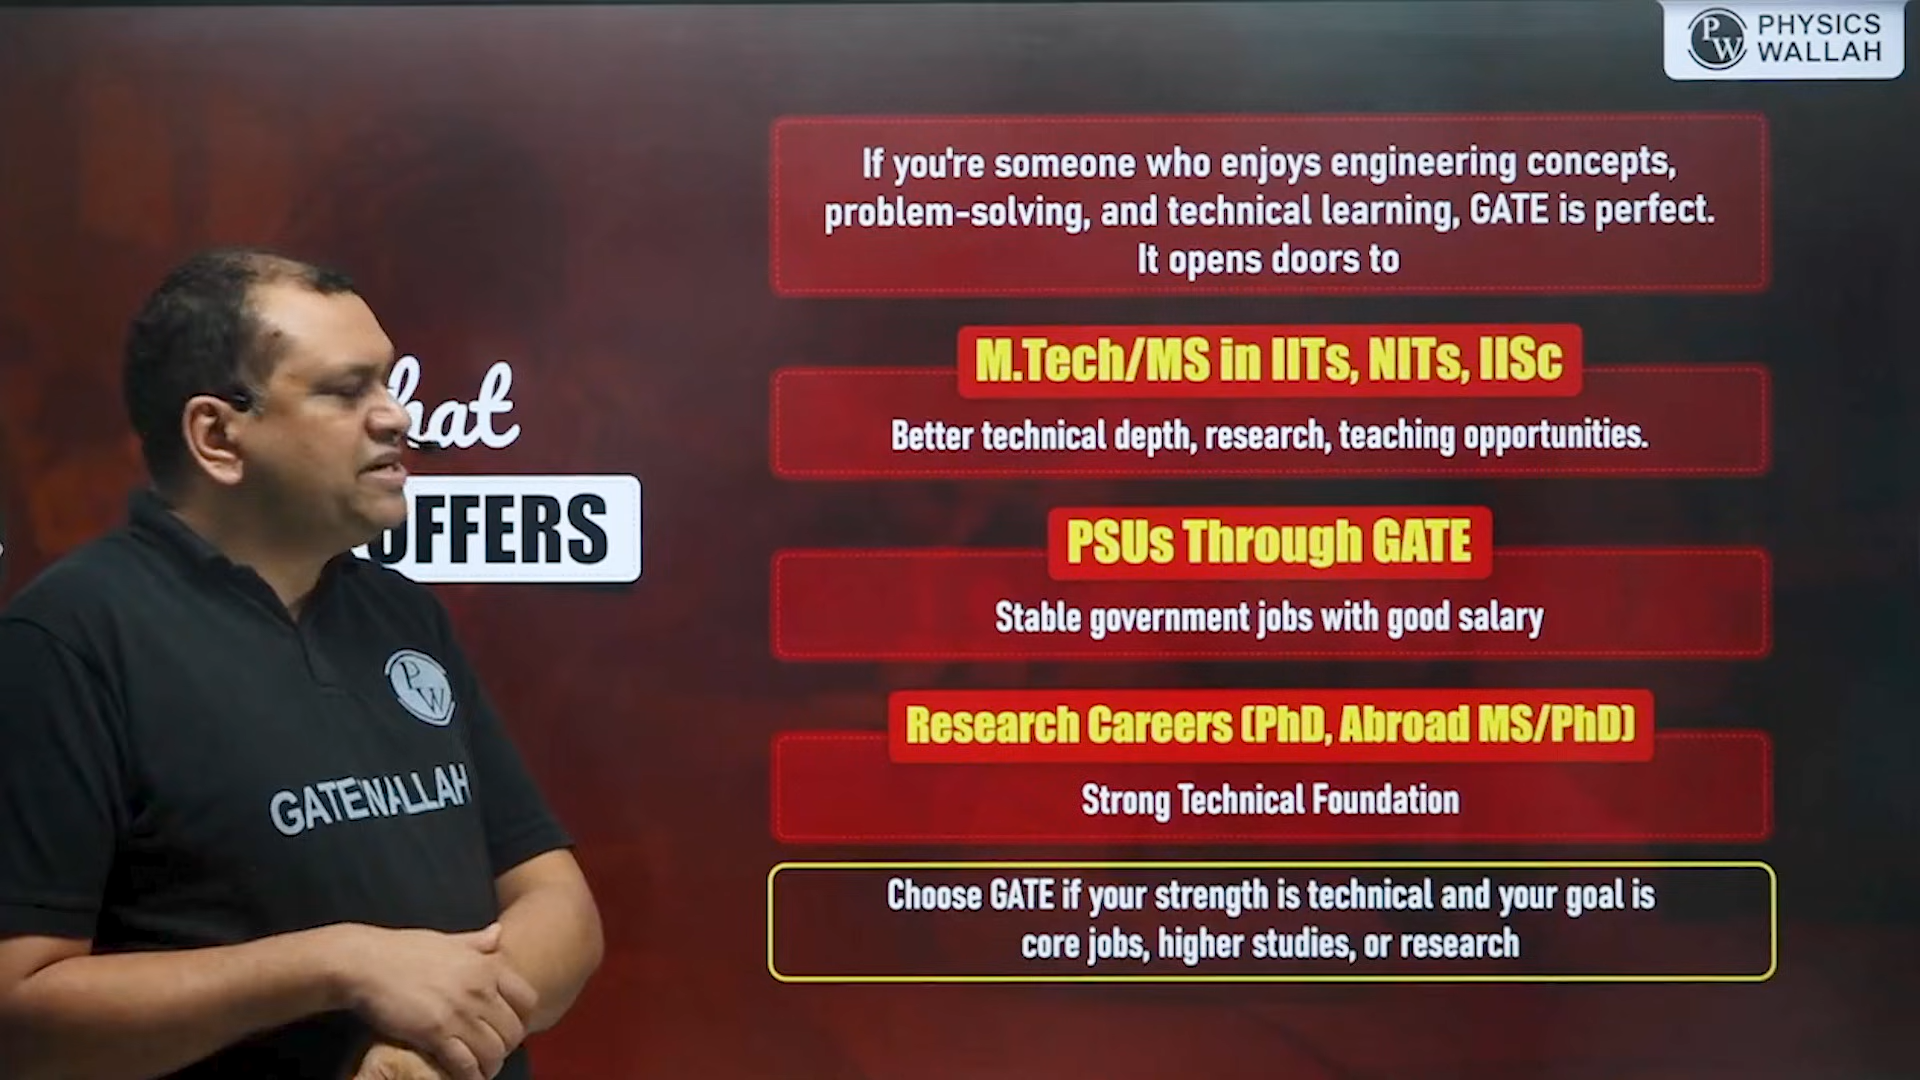 PHYSICS
WALLAH
If you're someone who enjoys engineering concepts,
problem-solving, and technical learning, GATE is perfect.
It opens doors to
M.Tech/MS in IITs, NITs, IISc
Better technical depth, research, teaching opportunities.
hat
OFFERS
PSUs Through GATE
Stable government jobs with good salary
Research Careers (PhD, Abroad MS/PhD)
Strong Technical Foundation
Choose GATE if your strength is technical and your goal is
core jobs, higher studies, or research
PW
GATEWALLAH